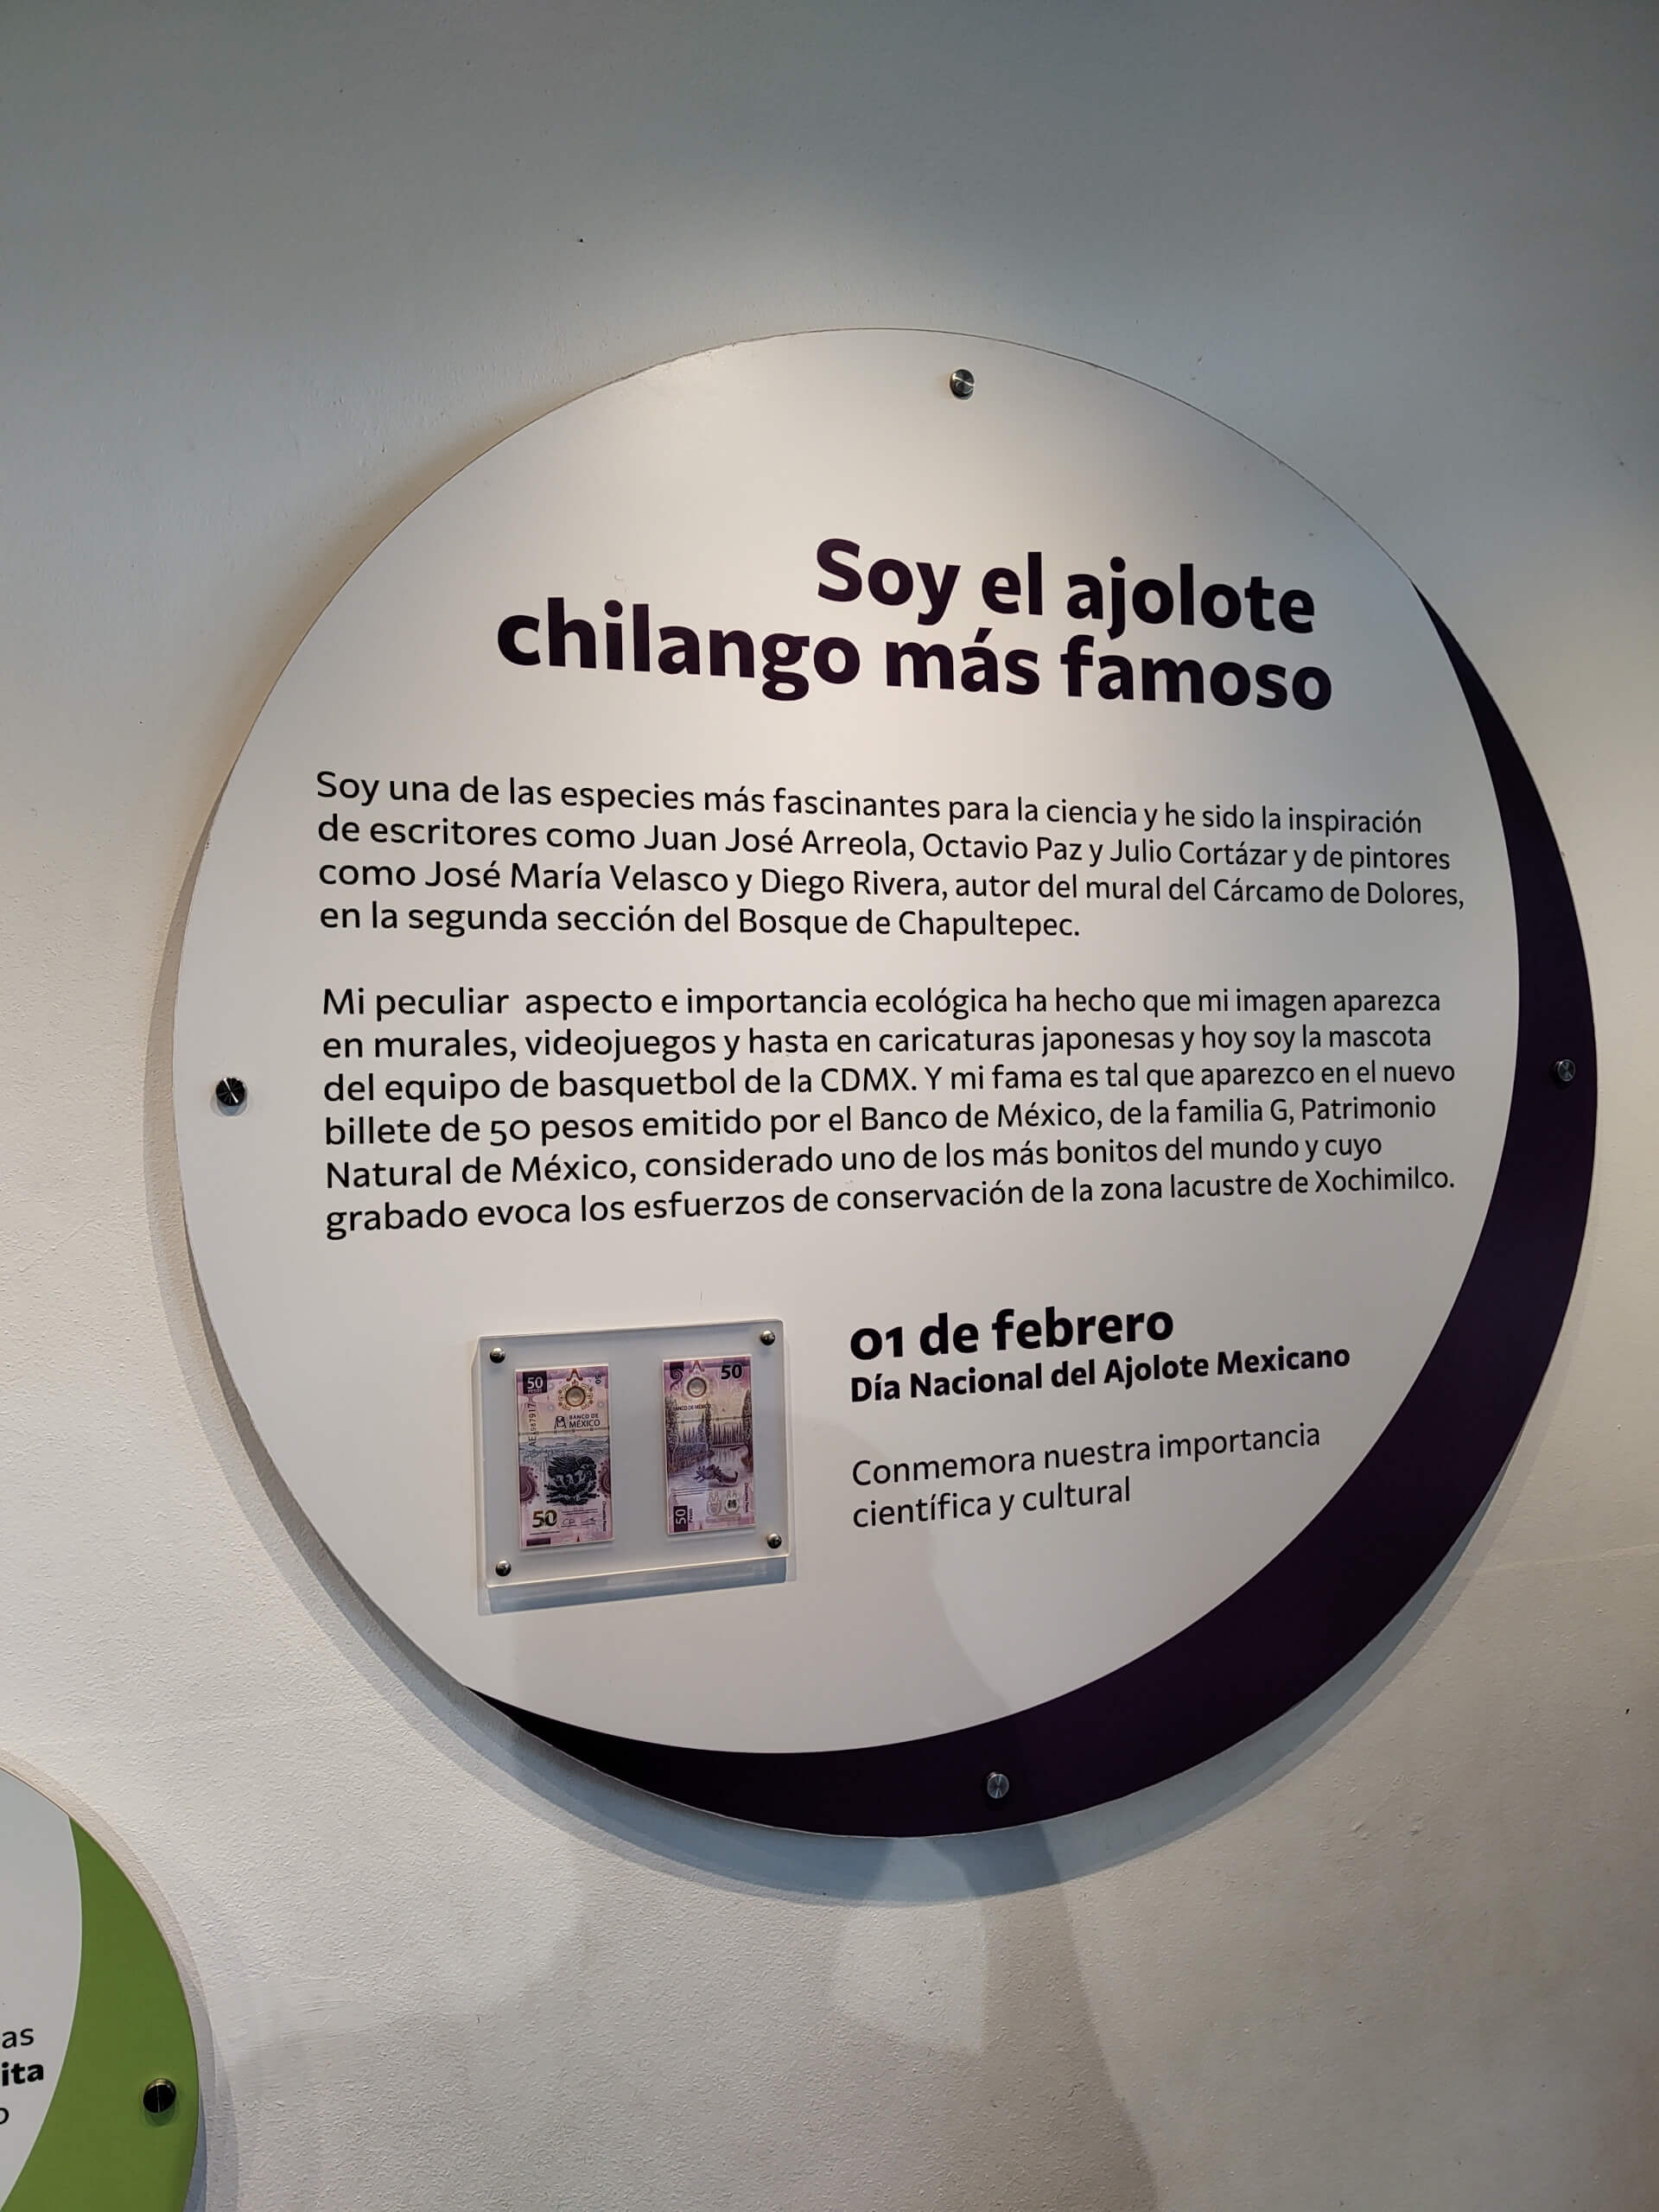 Soy el ajolote
chilango más famoso
Soy una de las especies más fascinantes para la ciencia y he sido la inspiración
de escritores como Juan José Arreola, Octavio Paz y Julio Cortázar y de pintores
como José María Velasco y Diego Rivera, autor del mural del Cárcamo de Dolores,
en la segunda sección del Bosque de Chapultepec.
Mi peculiar aspecto e importancia ecológica ha hecho que mi imagen aparezca
en murales, videojuegos y hasta en caricaturas japonesas y hoy soy la mascota
del equipo de basquetbol de la CDMX. Y mi fama es tal que aparezco en el nuevo
billete de 50 pesos emitido por el Banco de México, de la familia G, Patrimonio
Natural de México, considerado uno de los más bonitos del mundo y cuyo
grabado evoca los esfuerzos de conservación de la zona lacustre de Xochimilco.
50
BANCO DE
MÉXICO
50
50
BANCO DE MÉXICO
50
01 de febrero
Día Nacional del Ajolote Mexicano
Conmemora nuestra importancia
científica y cultural
as
ita
o